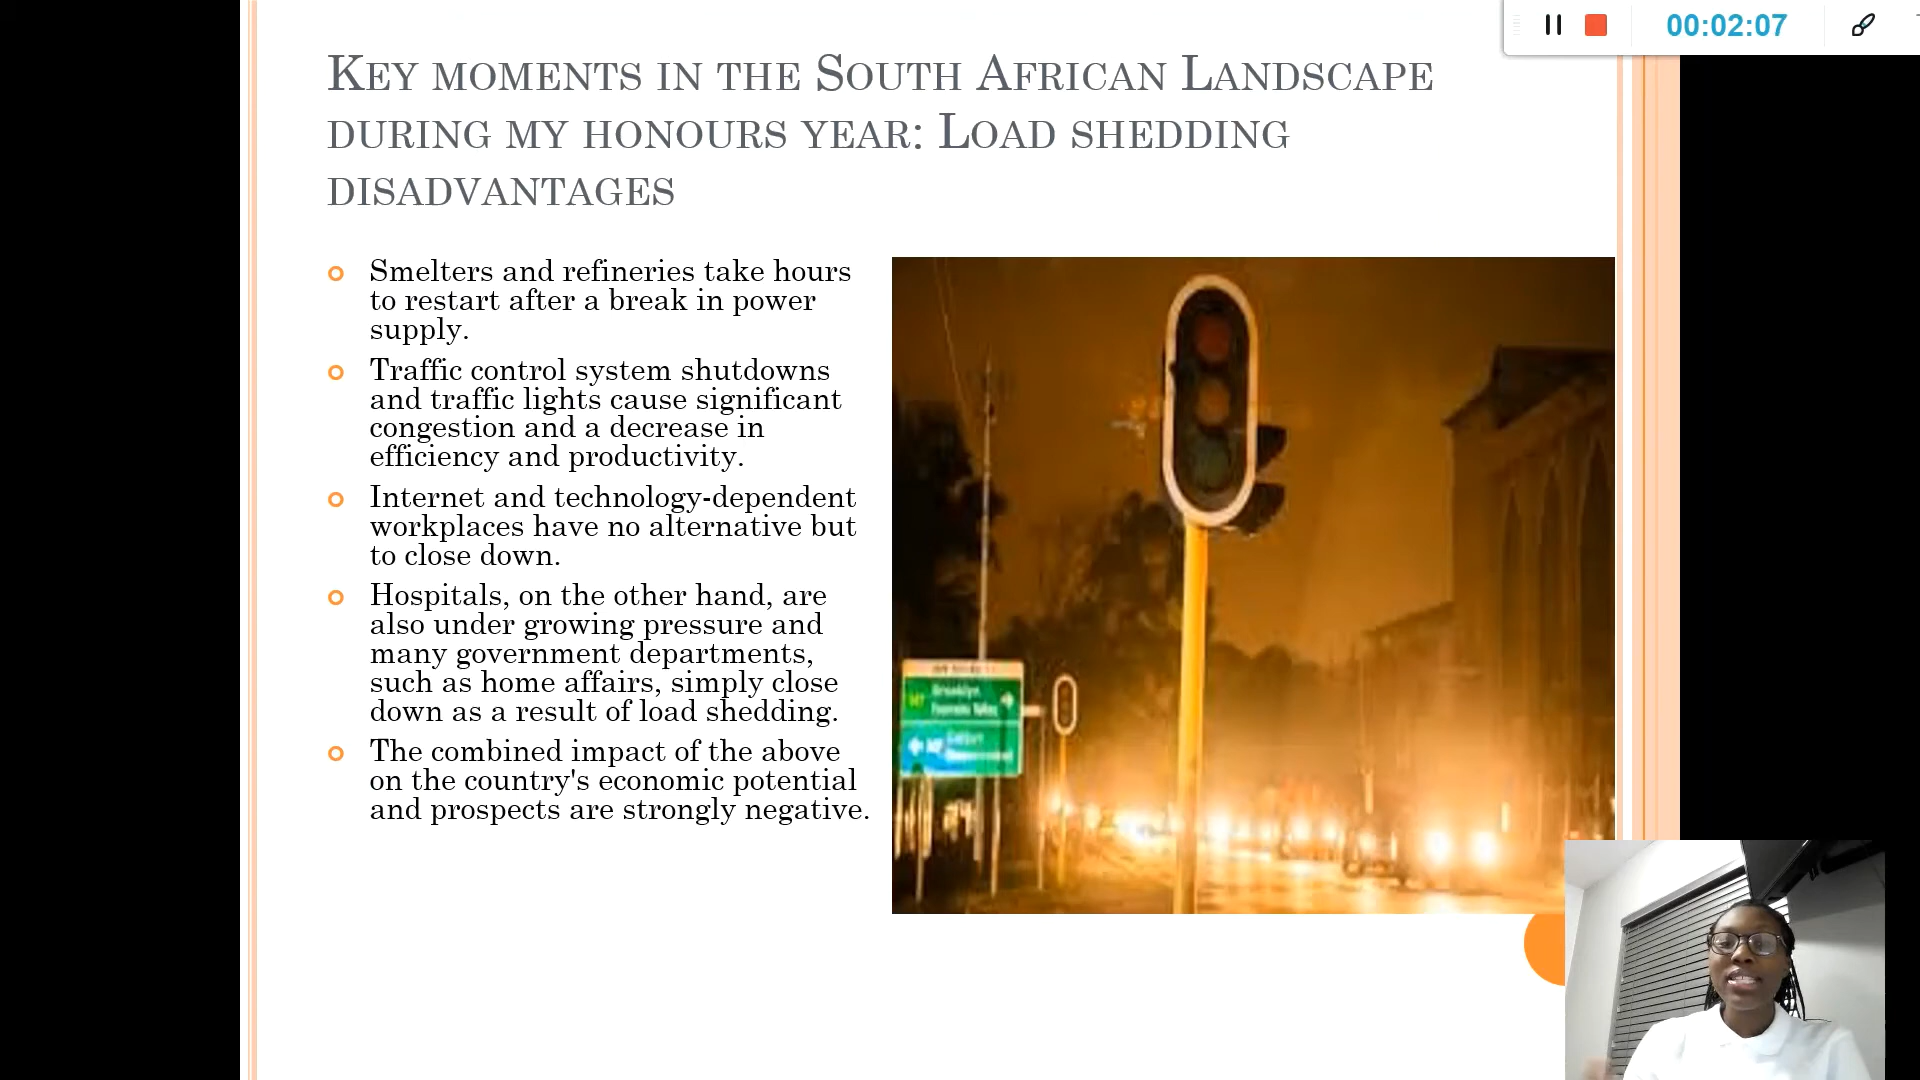 00:02:07
Key moments in the South African Landscape
during my honours year: Load shedding
disadvantages
Smelters and refineries take hours
to restart after a break in power
supply.
Traffic control system shutdowns
and traffic lights cause significant
congestion and a decrease in
efficiency and productivity.
Internet and technology-dependent
workplaces have no alternative but
to close down.
Hospitals, on the other hand, are
also under growing pressure and
many government departments,
such as home affairs, simply close
down as a result of load shedding.
The combined impact of the above
on the country's economic potential
and prospects are strongly negative.
Brooklyn